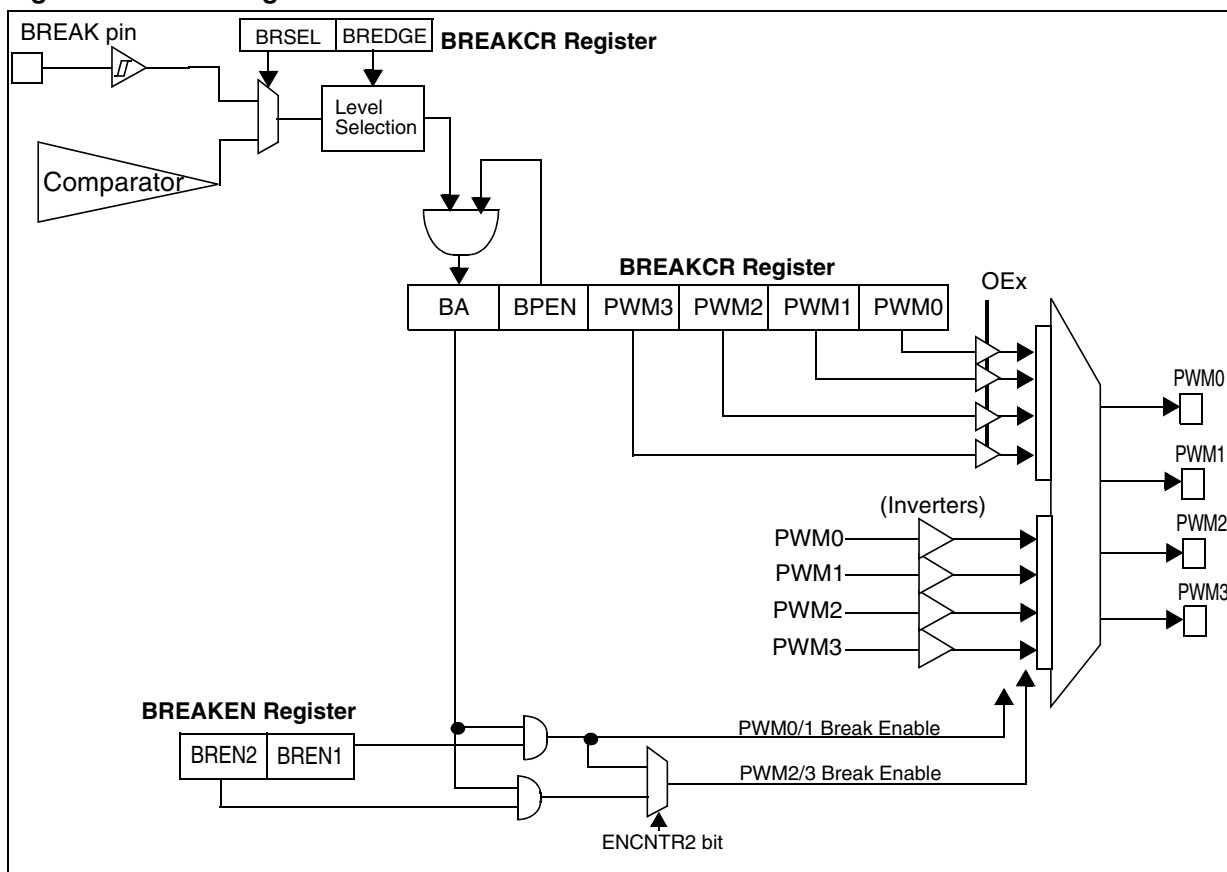 BREAK pin
BRSEL BREDGE BREAKCR Register
Level
Selection
Comparator
BREAKCR Register
OEx
BA BPEN PWM3 PWM2 PWM1 PWM0
PWM0
PWM1
(Inverters)
PWM2
PWM0
PWM1
PWM3
PWM2
PWM3
BREAKEN Register
PWM0/1 Break Enable
BREN2 BREN1
PWM2/3 Break Enable
ENCNTR2 bit